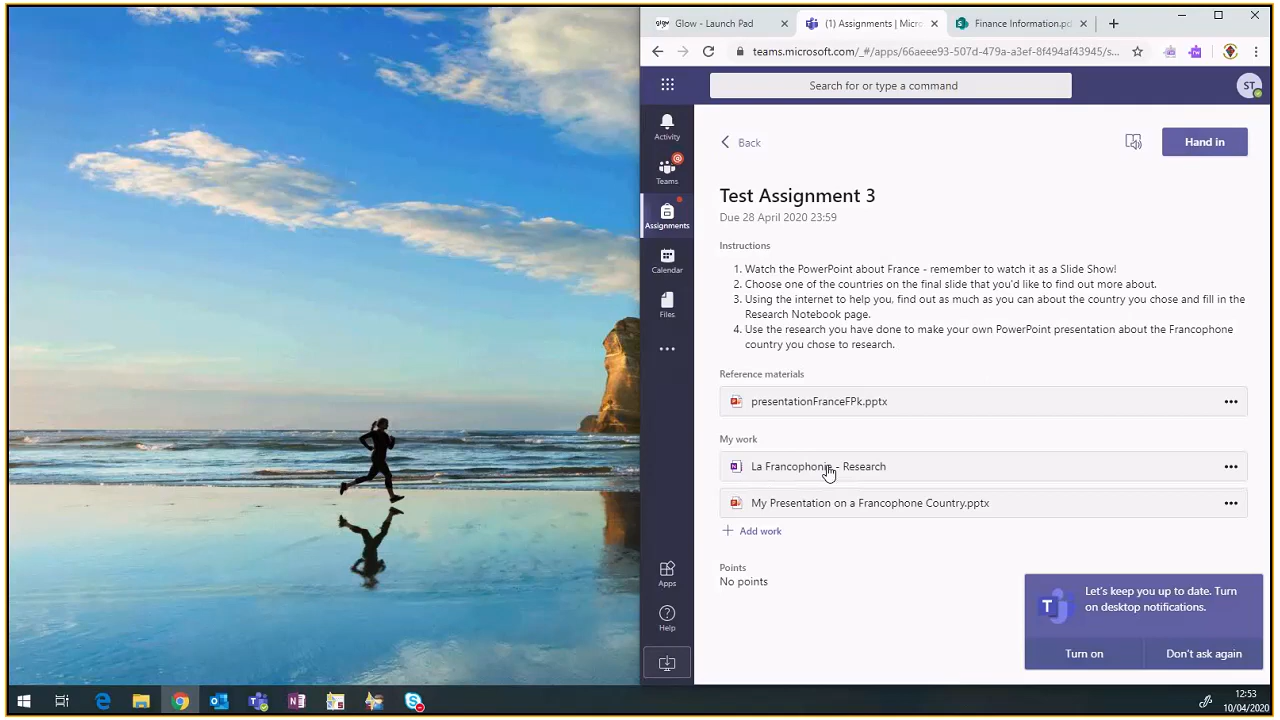 glow
Glow - Launch Pad
(1) Assignments | Micro
Finance Information.pd
teams.microsoft.com/_#/apps/66aeee93-507d-479a-a3ef-8f494af43945/s...
Search for or type a command
ST
Activity
Teams
Assignments
Calendar
Files
Apps
Help
Back
Hand in
Test Assignment 3
Due 28 April 2020 23:59
Instructions
1. Watch the PowerPoint about France - remember to watch it as a Slide Show!
2. Choose one of the countries on the final slide that you'd like to find out more about.
3. Using the internet to help you, find out as much as you can about the country you chose and fill in the
Research Notebook page.
4. Use the research you have done to make your own PowerPoint presentation about the Francophone
country you chose to research.
Reference materials
presentationFranceFPk.pptx
My work
La Francophonie - Research
My Presentation on a Francophone Country.pptx
+ Add work
Points
No points
Let's keep you up to date. Turn
on desktop notifications.
Turn on
Don't ask again
12:53
10/04/2020